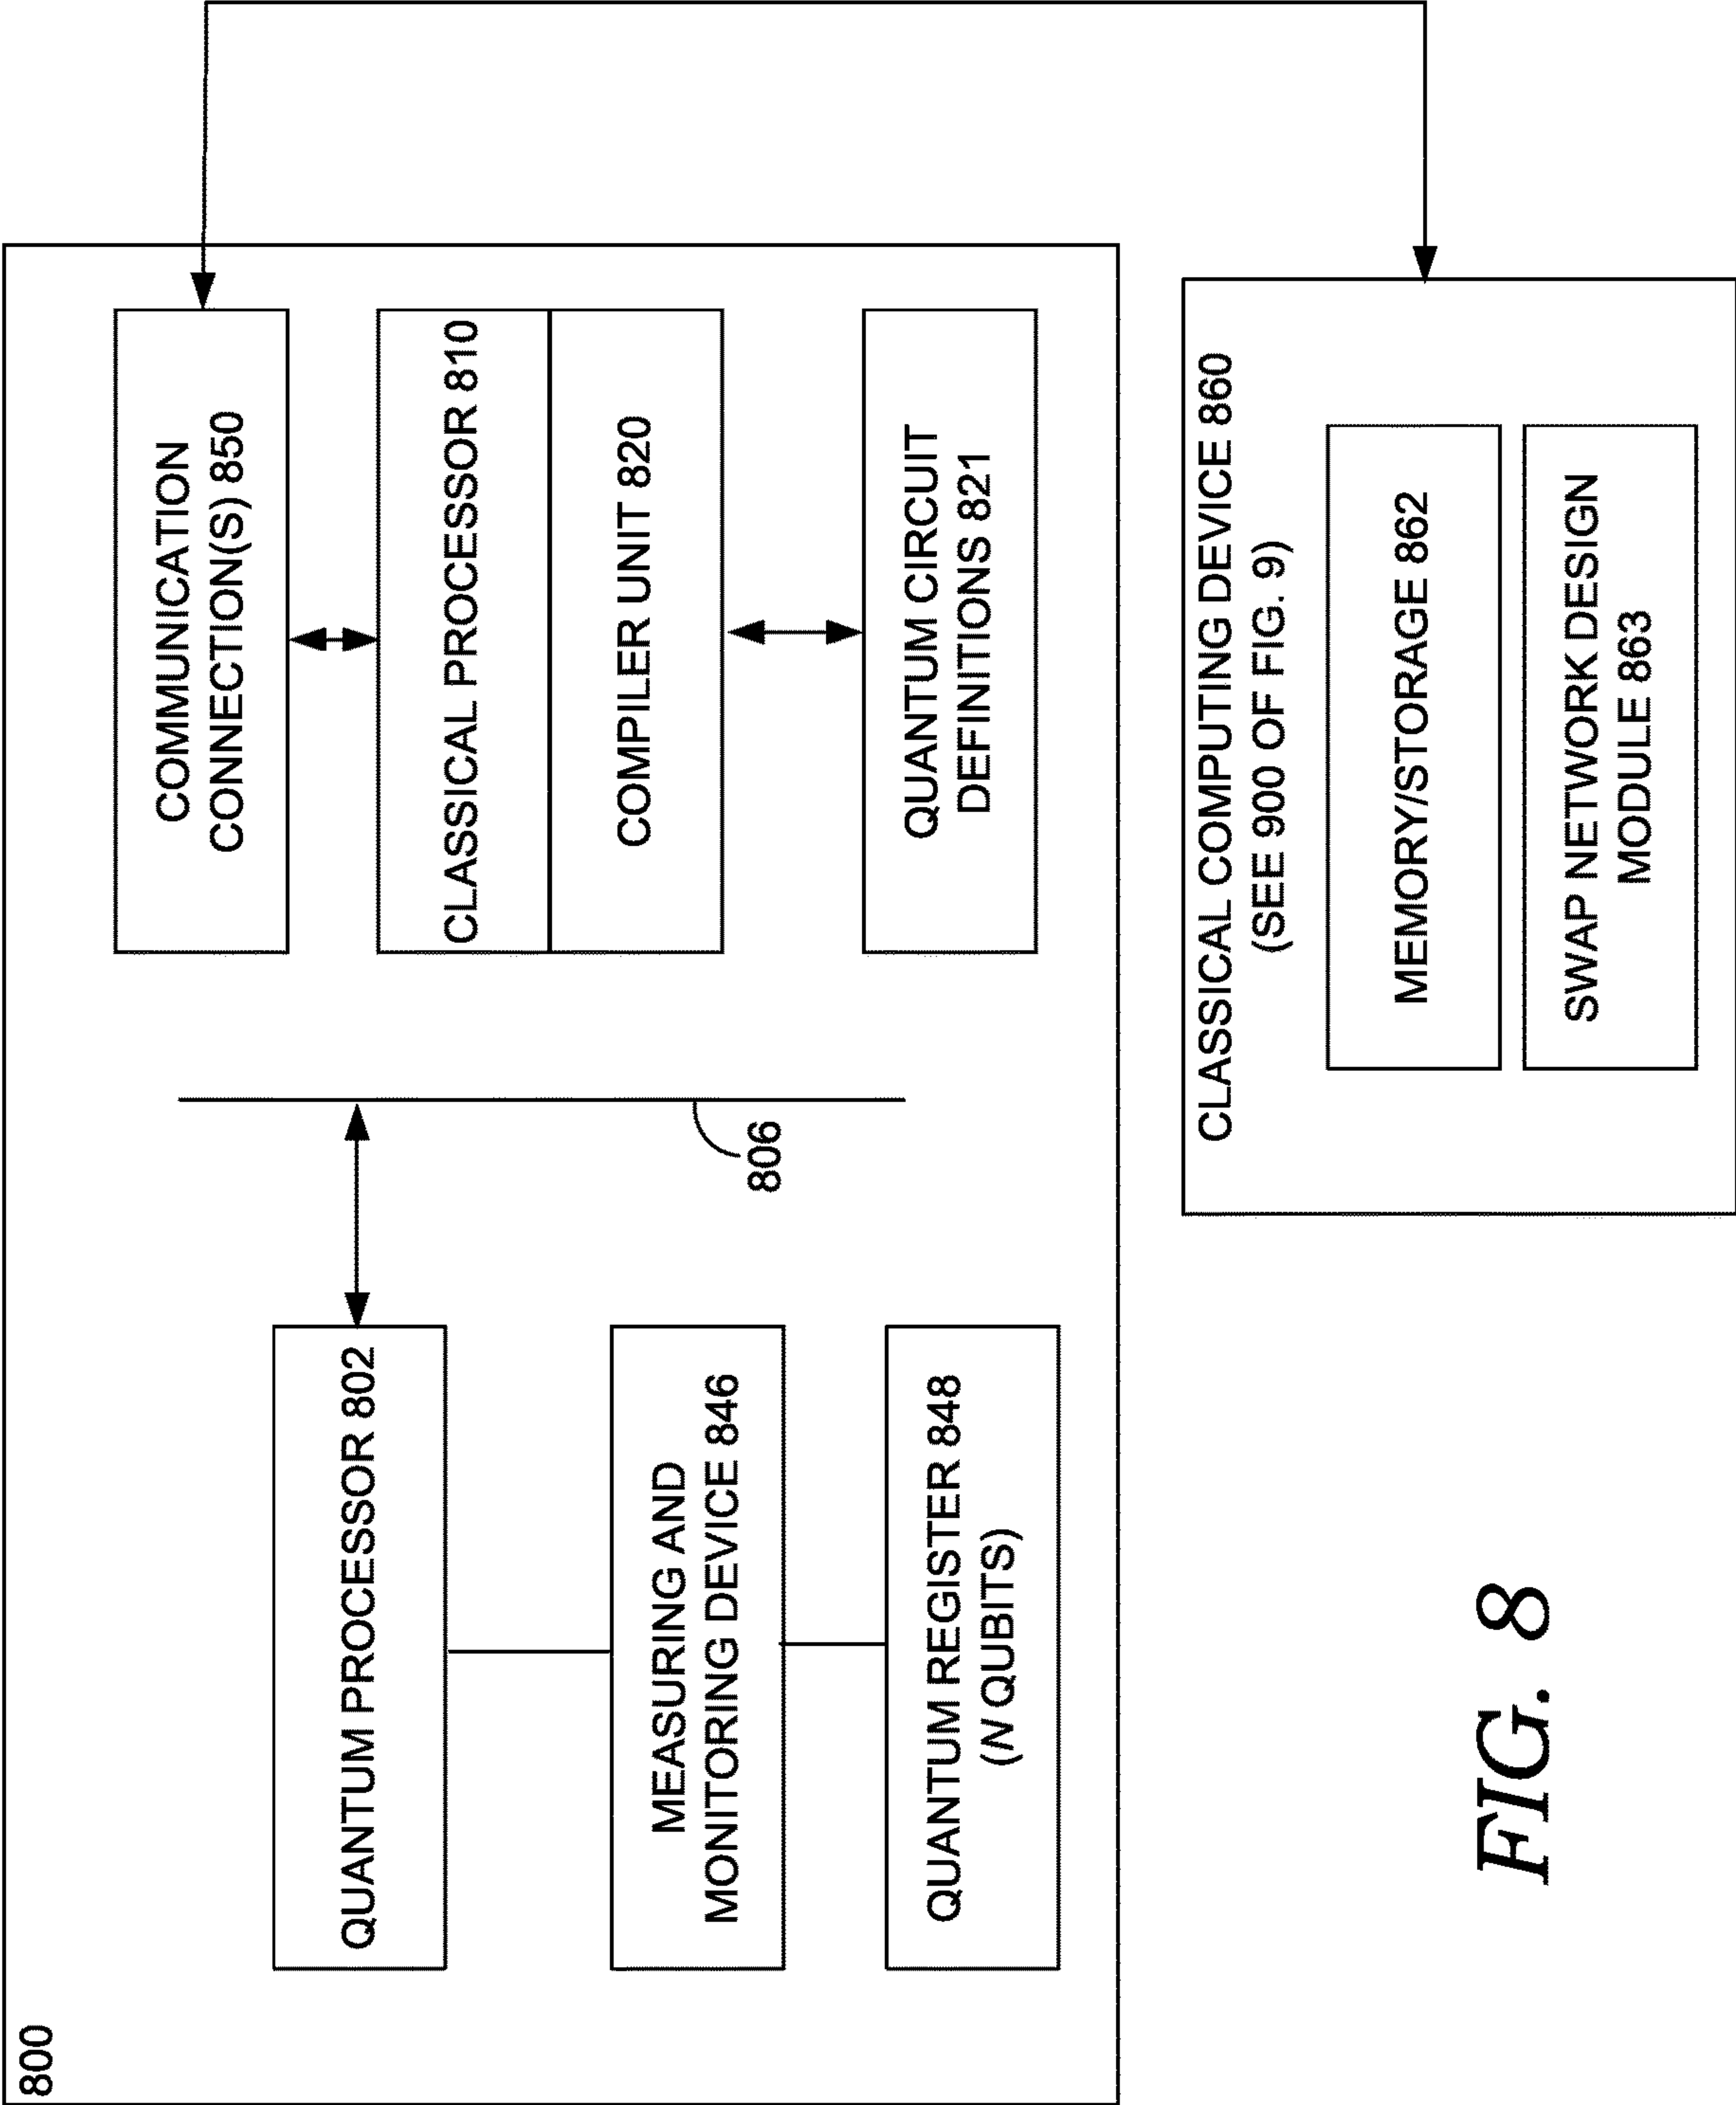 800
QUANTUM PROCESSOR 802
MEASURING AND
MONITORING DEVICE 846
QUANTUM REGISTER 848
(N QUBITS)
806
COMMUNICATION
CONNECTION(S) 850
CLASSICAL PROCESSOR 810
COMPILER UNIT 820
QUANTUM CIRCUIT
DEFINITIONS 821
CLASSICAL COMPUTING DEVICE 860
(SEE 900 OF FIG. 9)
MEMORY/STORAGE 862
SWAP NETWORK DESIGN
MODULE 863
FIG. 8